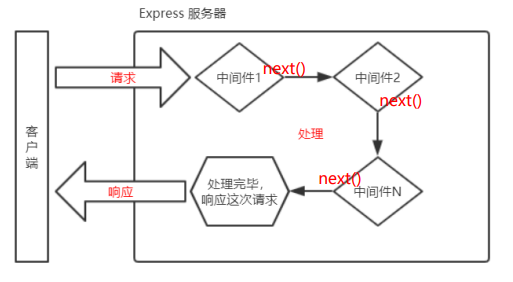 Express 服务器
客
户
端
请求
中间件1
next()
中间件2
next()
处理
next()
中间件N
处理完毕，
响应这次请求
响应